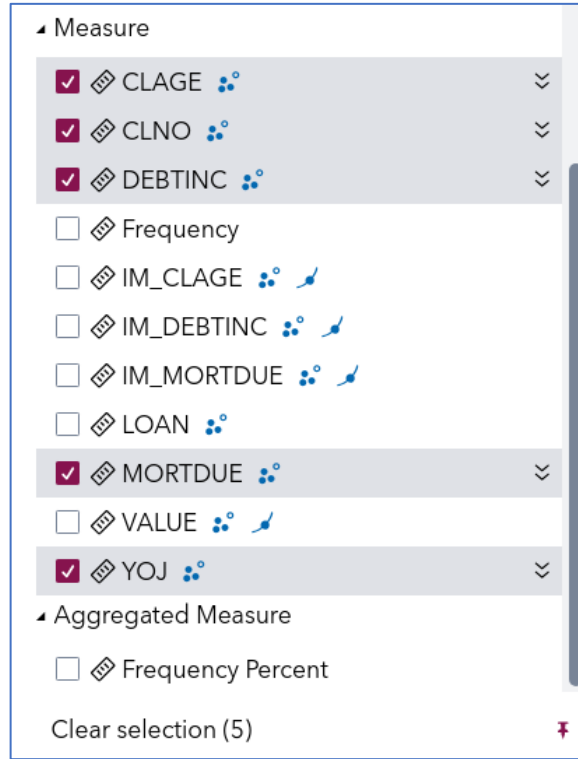 Measure
CLAGE
CLNO
DEBTINC
Frequency
IM_CLAGE
IM_DEBTINC
IM_MORTDUE
LOAN
MORTDUE
VALUE
YOJ
Aggregated Measure
Frequency Percent
Clear selection (5)